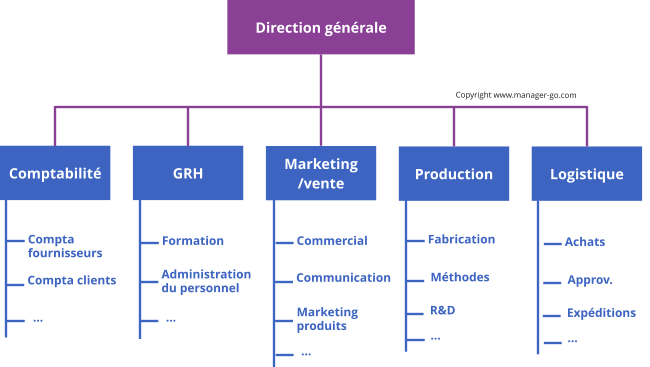 Direction générale
Copyright www.manager-go.com
Comptabilité
GRH
Marketing
/vente
Production
Logistique
Compta
fournisseurs
Compta clients
...
Formation
Administration
du personnel
...
Commercial
Communication
Marketing
produits
...
Fabrication
Méthodes
R&D
...
Achats
Approv.
Expéditions
...